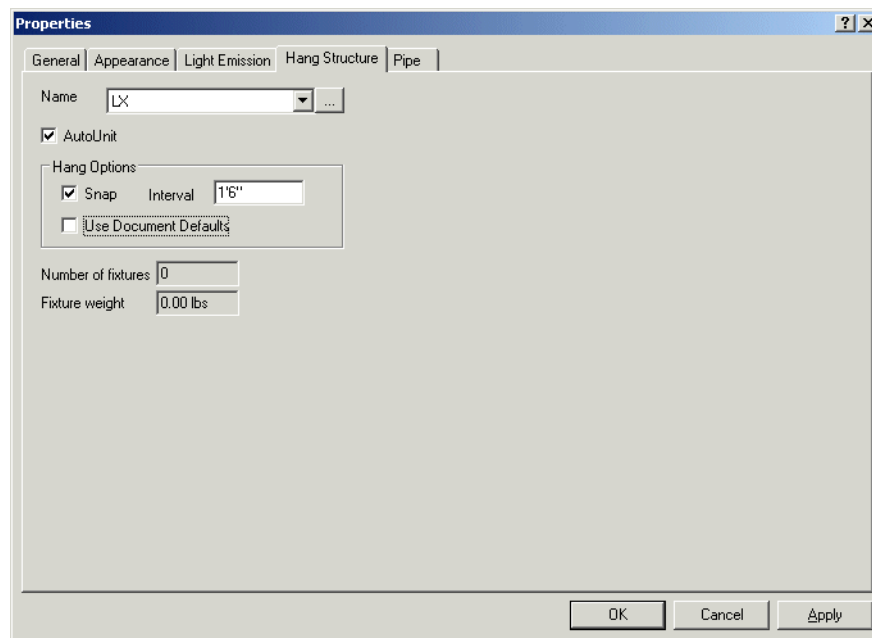 Properties
General Appearance Light Emission Hang Structure Pipe
Name LX ...
AutoUnit
Hang Options
Snap Interval 1'6"
Use Document Defaults
Number of fixtures 0
Fixture weight 0.00 lbs
OK Cancel Apply